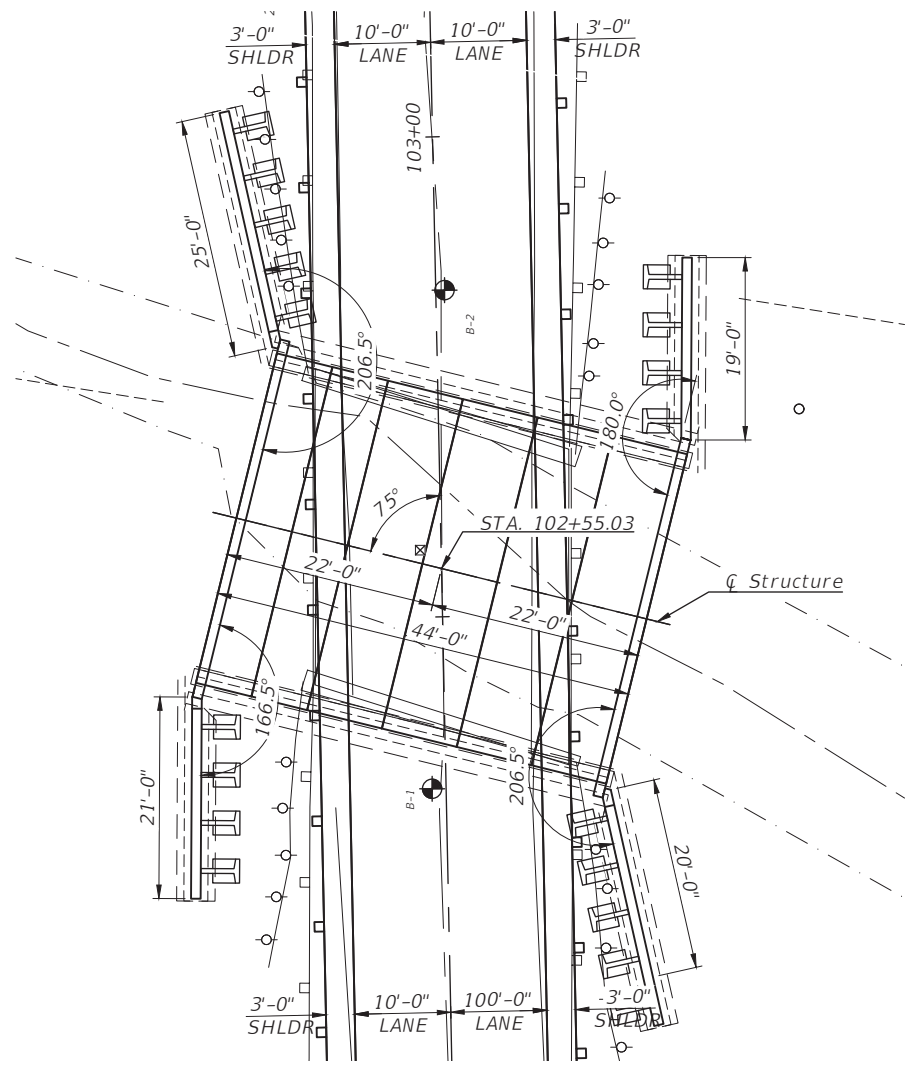 3'-0"
SHLDR
10'-0"
LANE
10'-0"
LANE
3'-0"
SHLDR
103+00
25'-0"
B-2
206.5°
19'-0"
180.0°
75°
STA. 102+55.03
22'-0"
℄ Structure
22'-0"
44'-0"
166.5°
206.5°
21'-0"
B-1
20'-0"
3'-0"
SHLDR
10'-0"
LANE
100'-0"
LANE
-3'-0"
SHLDR